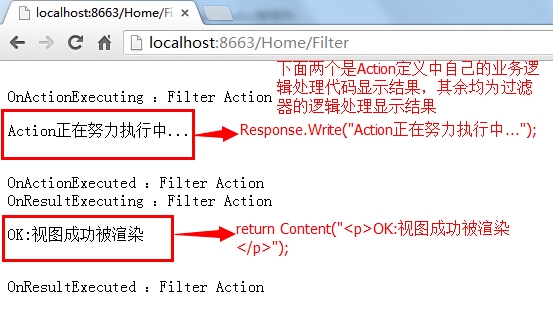 localhost:8663/Home/Filter
localhost:8663/Home/Filter
下面两个是Action定义中自己的业务逻
辑处理代码显示结果，其余均为过滤
器的逻辑处理显示结果
OnActionExecuting ：Filter Action
Action正在努力执行中...
Response.Write("Action正在努力执行中...");
OnActionExecuted ：Filter Action
OnResultExecuting ：Filter Action
OK:视图成功被渲染
return Content("<p>OK:视图成功被渲染
</p>");
OnResultExecuted ：Filter Action